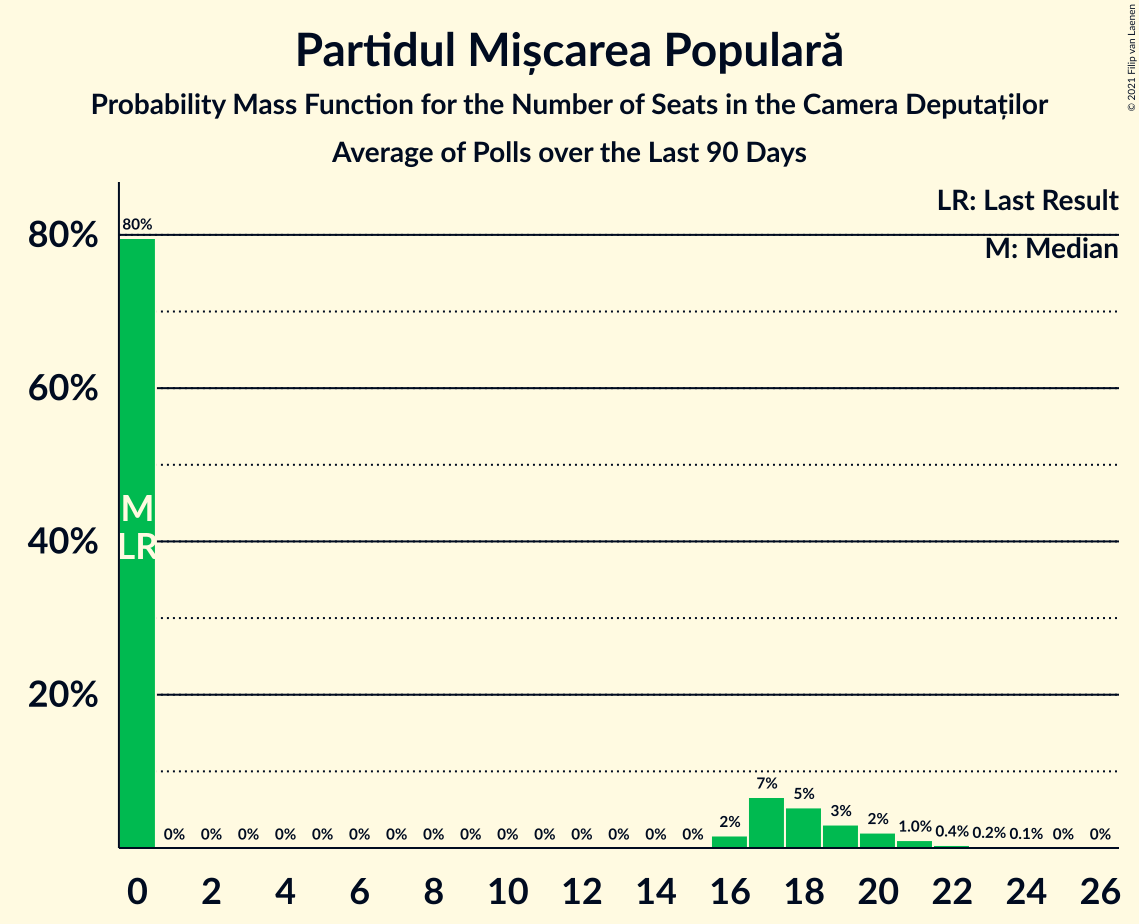 Partidul Mișcarea Populară
Probability Mass Function for the Number of Seats in the Camera Deputaților
Average of Polls over the Last 90 Days
© 2021 Filip van Laenen
LR: Last Result
M: Median
80%
60%
40%
20%
80%
M
LR
0% 0% 0% 0% 0% 0% 0% 0% 0% 0% 0% 0% 0% 0% 0% 2% 7% 5% 3% 2% 1.0% 0.4% 0.2% 0.1% 0% 0%
0 2 4 6 8 10 12 14 16 18 20 22 24 26